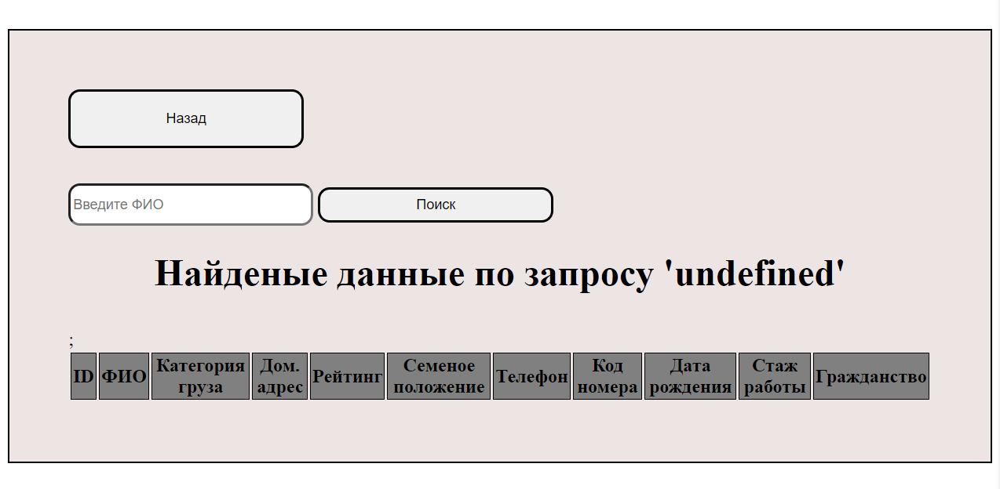 Назад
Введите ФИО Поиск
Найденые данные по запросу 'undefined'
;
ID ФИО Категория груза Дом. адрес Рейтинг Семеное положение Телефон Код номера Дата рождения Стаж работы Гражданство